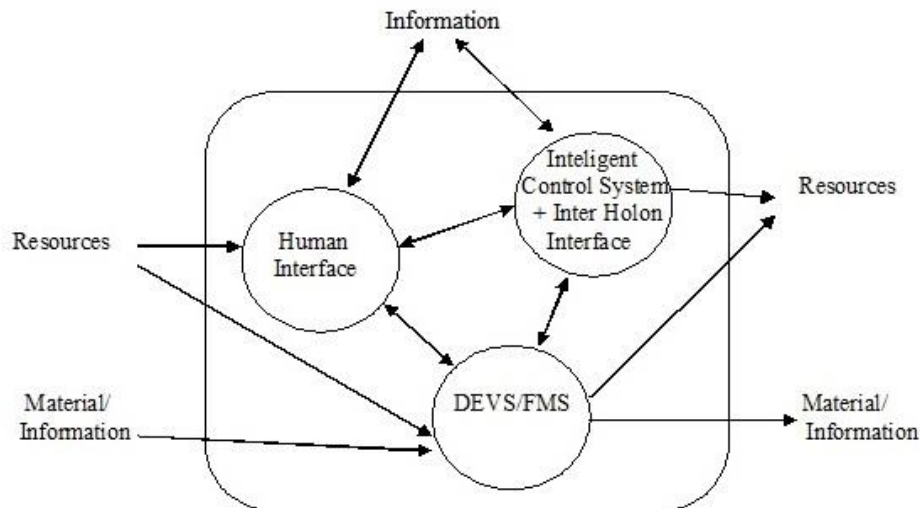 Information
Inteligent
Control System
+ Inter Holon
Interface
Resources
Resources
Human
Interface
DEVS/FMS
Material/
Information
Material/
Information